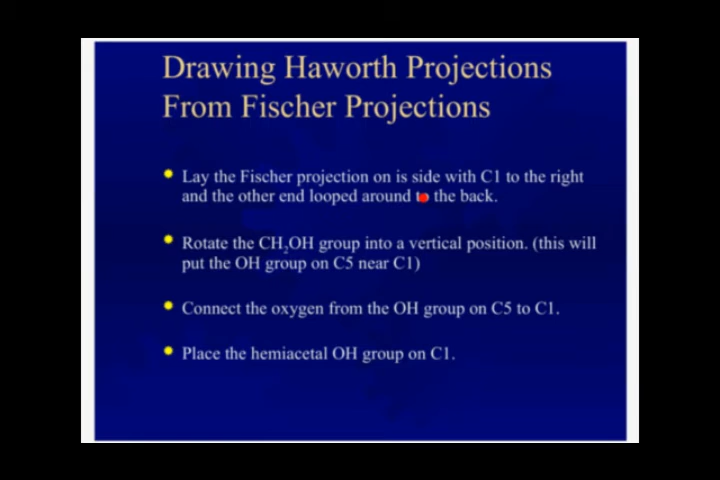 Drawing Haworth Projections
From Fischer Projections
Lay the Fischer projection on is side with C1 to the right
and the other end looped around to the back.
Rotate the CH₂OH group into a vertical position. (this will
put the OH group on C5 near C1)
Connect the oxygen from the OH group on C5 to C1.
Place the hemiacetal OH group on C1.